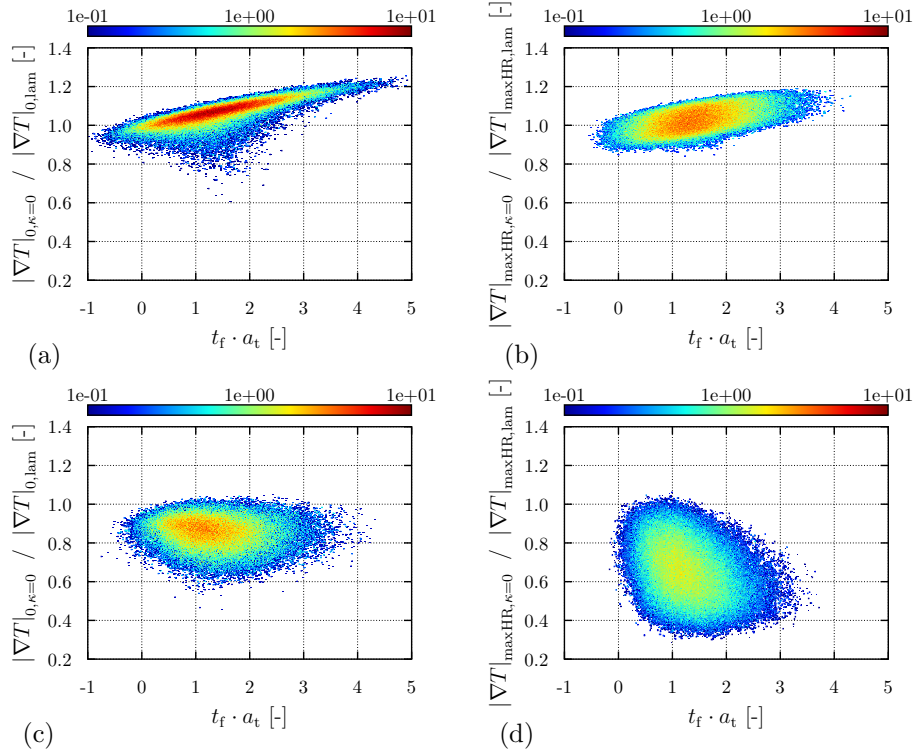 1e-01 1e+00 1e+01
1e-01 1e+00 1e+01
|∇T|0,κ=0 / |∇T|0,lam [-]
1.4
1.2
1.0
0.8
0.6
0.4
0.2
-1 0 1 2 3 4 5
tf · at [-]
(a)
|∇T|maxHR,κ=0 / |∇T|maxHR,lam [-]
1.4
1.2
1.0
0.8
0.6
0.4
0.2
-1 0 1 2 3 4 5
tf · at [-]
(b)
1e-01 1e+00 1e+01
1e-01 1e+00 1e+01
|∇T|0,κ=0 / |∇T|0,lam [-]
1.4
1.2
1.0
0.8
0.6
0.4
0.2
-1 0 1 2 3 4 5
tf · at [-]
(c)
|∇T|maxHR,κ=0 / |∇T|maxHR,lam [-]
1.4
1.2
1.0
0.8
0.6
0.4
0.2
-1 0 1 2 3 4 5
tf · at [-]
(d)